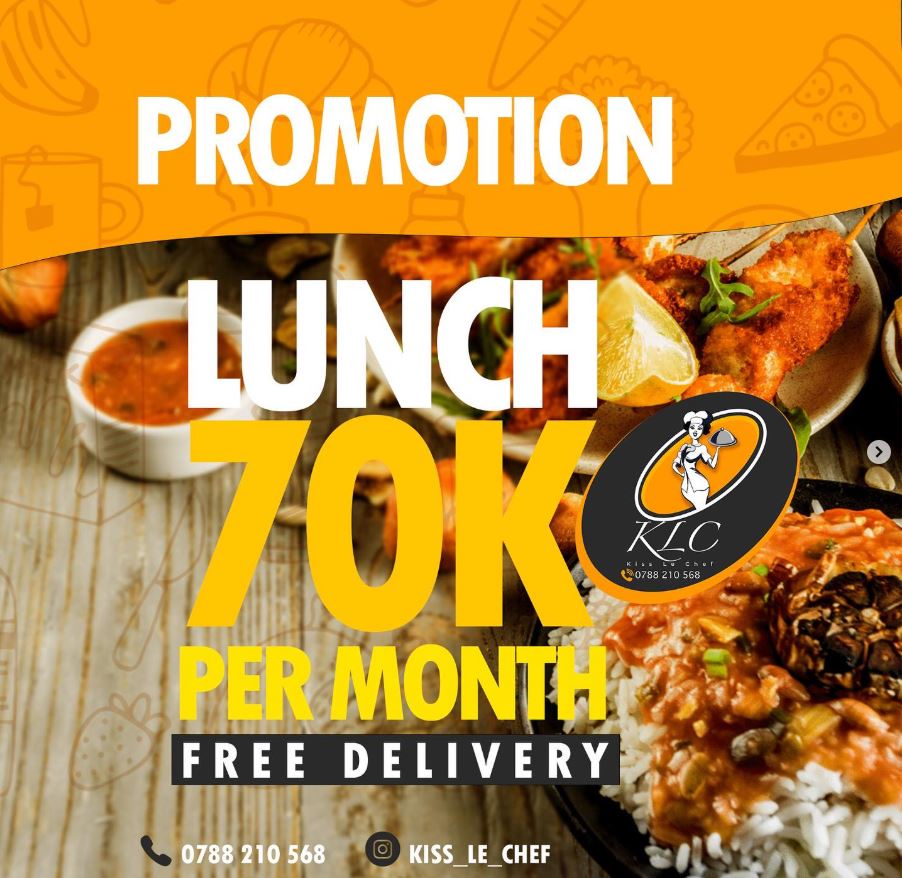 PROMOTION
LUNCH
70K
KLC
Kiss Le Chef
0788 210 568
PER MONTH
FREE DELIVERY
0788 210 568
KISS_LE_CHEF